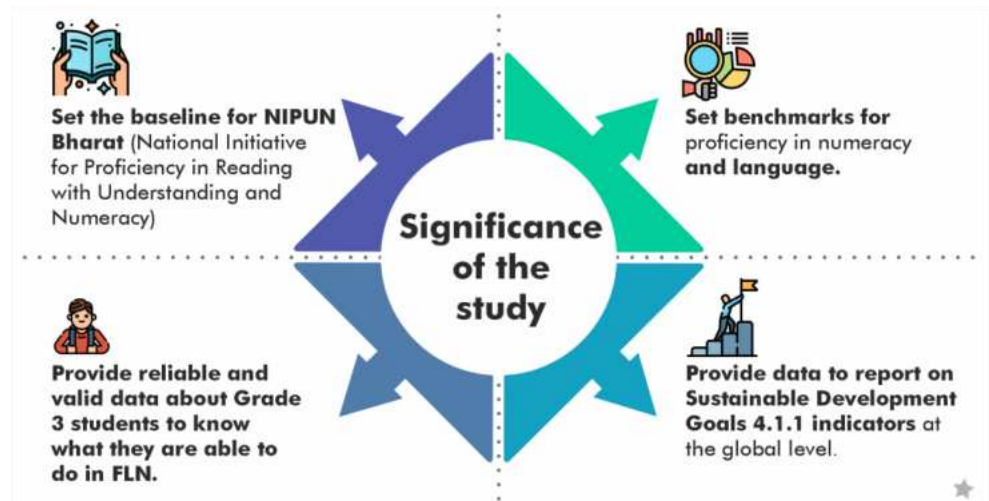 Set the baseline for NIPUN
Bharat (National Initiative
for Proficiency in Reading
with Understanding and
Numeracy)
Set benchmarks for
proficiency in numeracy
and language.
Significance
of the
study
Provide reliable and
valid data about Grade
3 students to know
what they are able to
do in FLN.
Provide data to report on
Sustainable Development
Goals 4.1.1 indicators at
the global level.